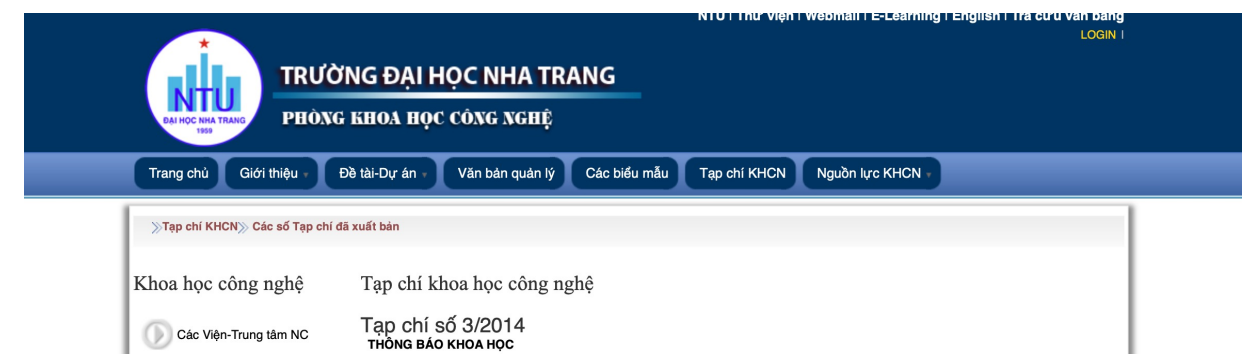 NTU | Thư viện | Webmail | E-Learning | English | Tra cứu văn bằng
LOGIN |
NTU
ĐẠI HỌC NHA TRANG
1959
TRƯỜNG ĐẠI HỌC NHA TRANG
PHÒNG KHOA HỌC CÔNG NGHỆ
Trang chủ Giới thiệu Đề tài-Dự án Văn bản quản lý Các biểu mẫu Tạp chí KHCN Nguồn lực KHCN
Tạp chí KHCN Các số Tạp chí đã xuất bản
Khoa học công nghệ
Các Viện-Trung tâm NC
Tạp chí khoa học công nghệ
Tạp chí số 3/2014
THÔNG BÁO KHOA HỌC